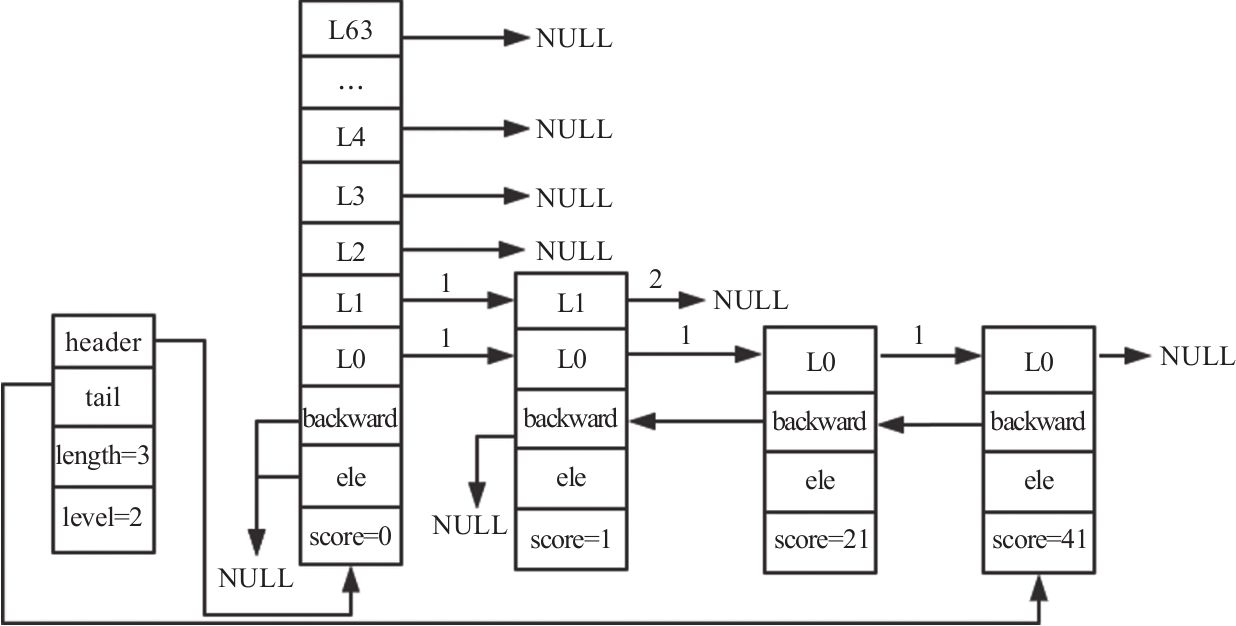 L63
NULL
…
L4
NULL
L3
NULL
L2
NULL
L1
1
L1
2
NULL
header
L0
1
L0
1
L0
1
L0
NULL
tail
backward
backward
backward
backward
length=3
ele
ele
ele
ele
level=2
NULL
score=0
score=1
score=21
score=41
NULL